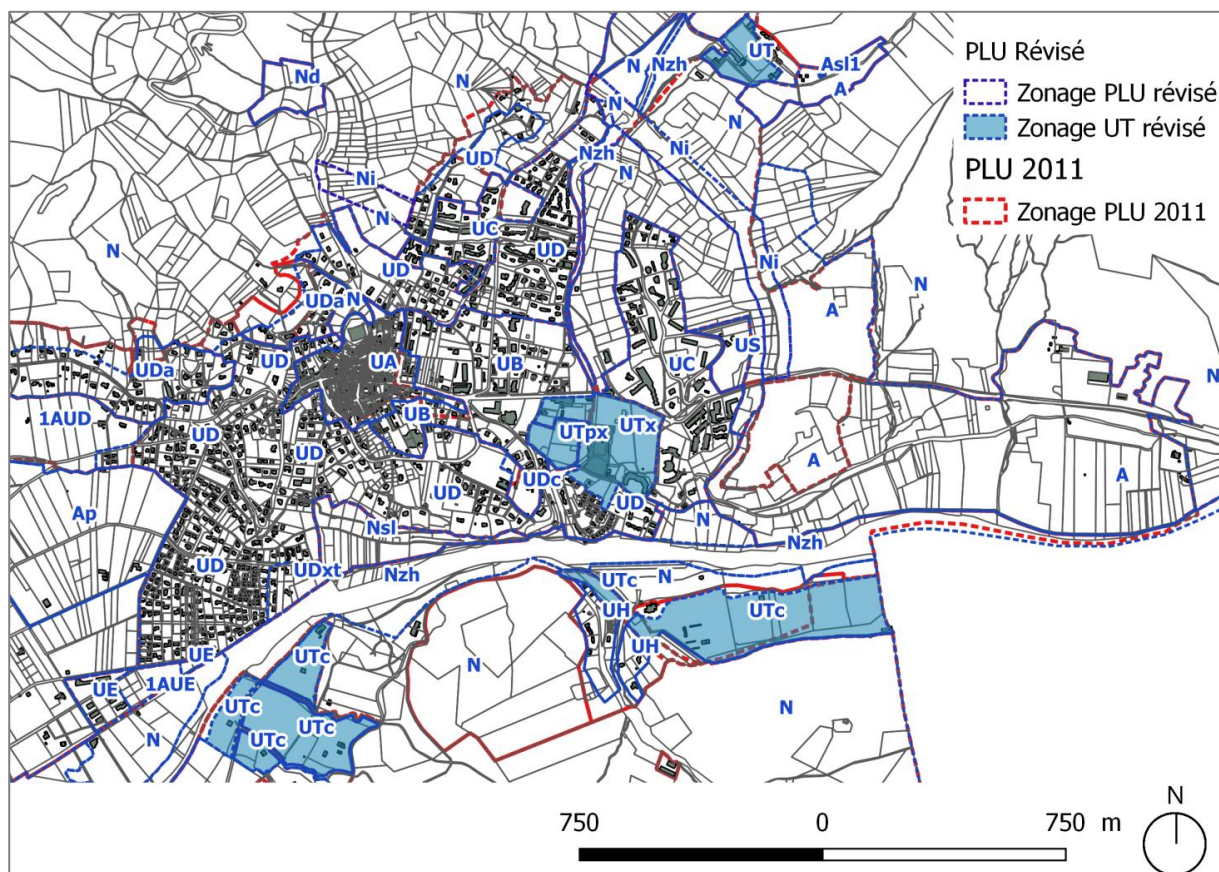 PLU Révisé
Zonage PLU révisé
Zonage UT révisé
PLU 2011
Zonage PLU 2011
UT
Nzh
N
Asl1
A
Nd
N
N
N
UD
Nzh
Ni
N
Ni
N
N
UC
UD
UD
Ni
N
UDa
N
A
N
US
UDa
UD
UA
UB
UC
N
1AUD
UB
UTpx
UTx
UD
UD
UDc
A
A
Ap
UD
UD
N
Nsl
Nzh
UD
UDxt
Nzh
UTc
N
UH
UTc
UE
UTc
N
UH
UE
1AUE
N
UTc
UTc
UTc
N
N
750
0
750 m